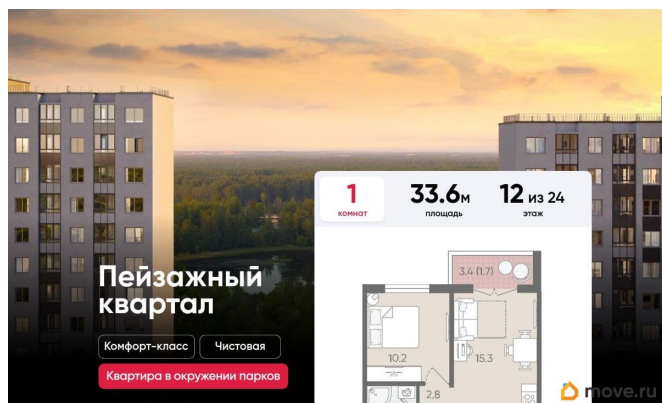 1
комнат
33.6м
площадь
12 из 24
этаж
Пейзажный
квартал
Комфорт-класс
Чистовая
Квартира в окружении парков
3.4 (1.7)
10.2
15.3
2.8
move.ru